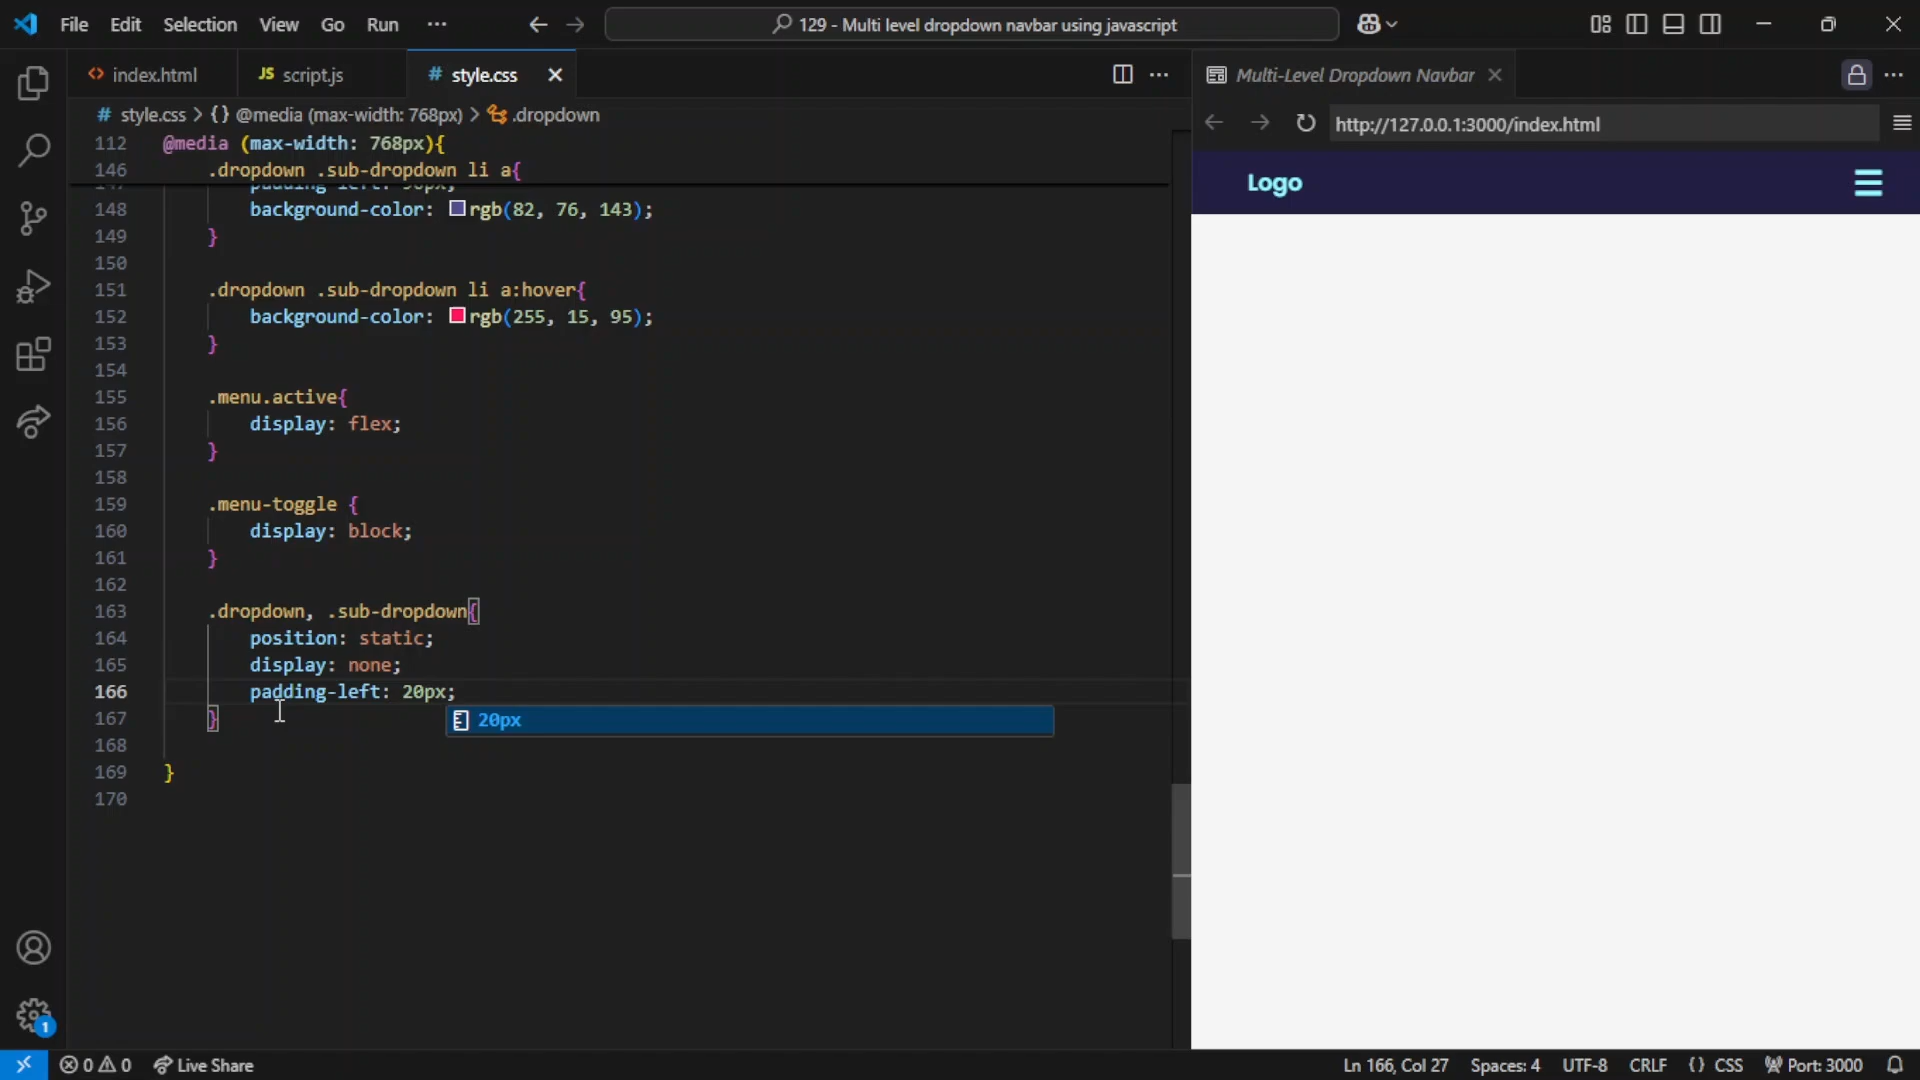 File Edit Selection View Go Run ··· 129 - Multi level dropdown navbar using javascript
index.html JS script.js # style.css Multi-Level Dropdown Navbar
# style.css > {} @media (max-width: 768px) > .dropdown
http://127.0.0.1:3000/index.html
112 @media (max-width: 768px){
146 .dropdown .sub-dropdown li a{
148 background-color: rgb(82, 76, 143);
149 }
150
151 .dropdown .sub-dropdown li a:hover{
152 background-color: rgb(255, 15, 95);
153 }
154
155 .menu.active{
156 display: flex;
157 }
158
159 .menu-toggle {
160 display: block;
161 }
162
163 .dropdown, .sub-dropdown{
164 position: static;
165 display: none;
166 padding-left: 20px;
167 }
20px
168
169 }
170
Logo
1
0 0 Live Share Ln 166, Col 27 Spaces: 4 UTF-8 CRLF {} CSS Port: 3000